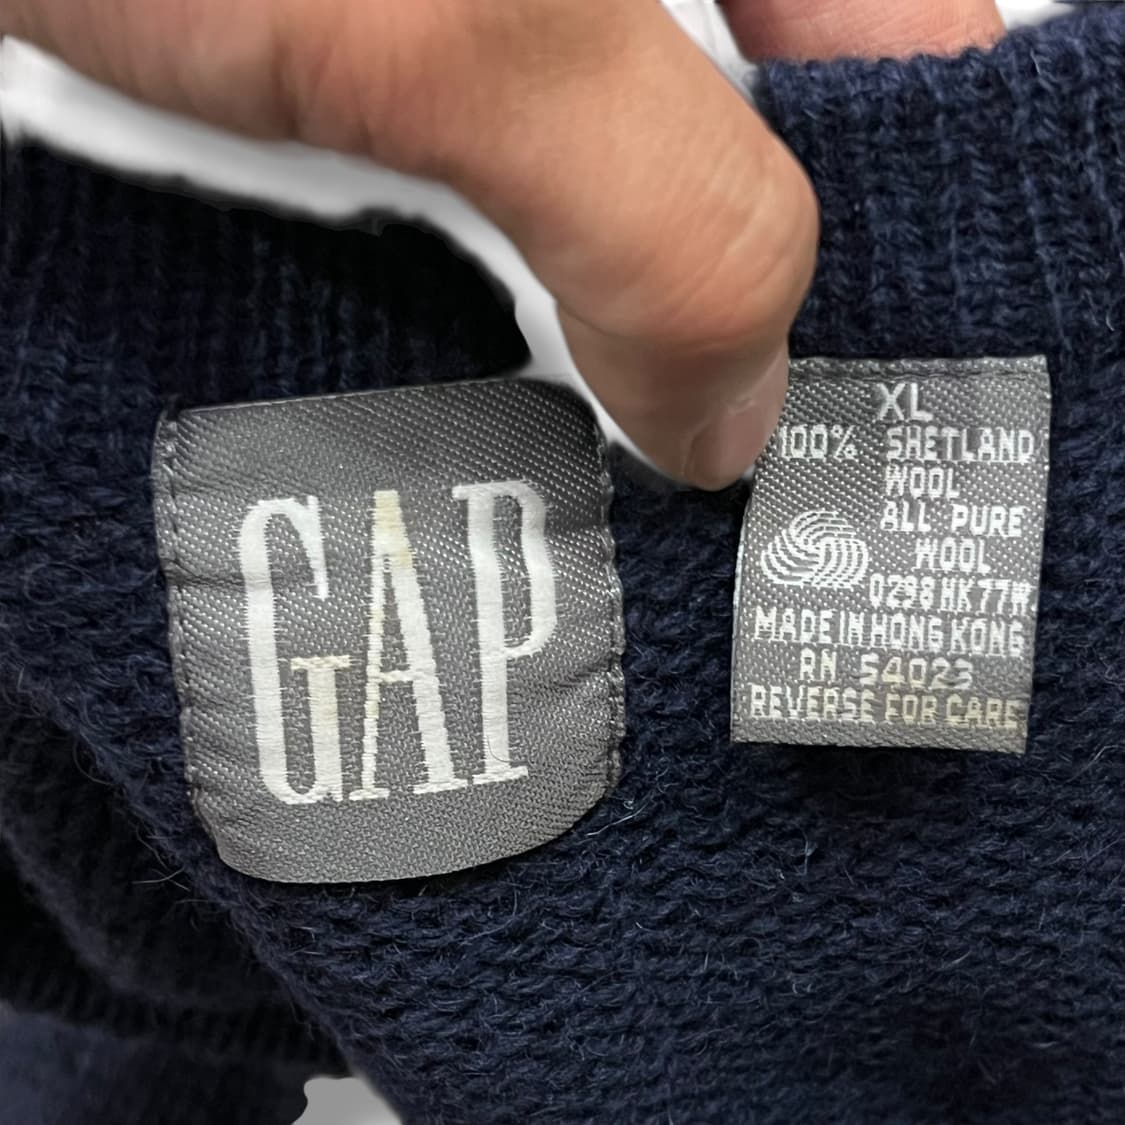 GAP
XL
100% SHETLAND
WOOL
ALL PURE
WOOL
0298 HK 77W
MADE IN HONG KONG
RN 54023
REVERSE FOR CARE